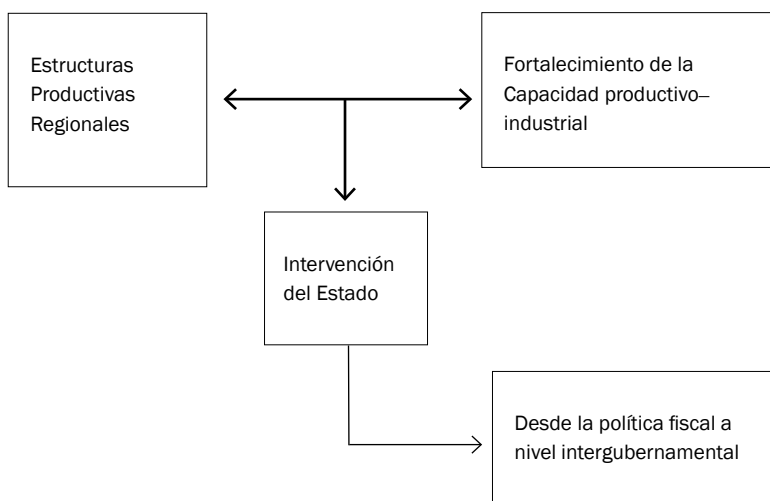 Estructuras
Productivas
Regionales
Fortalecimiento de la
Capacidad productivo–
industrial
Intervención
del Estado
Desde la política fiscal a
nivel intergubernamental